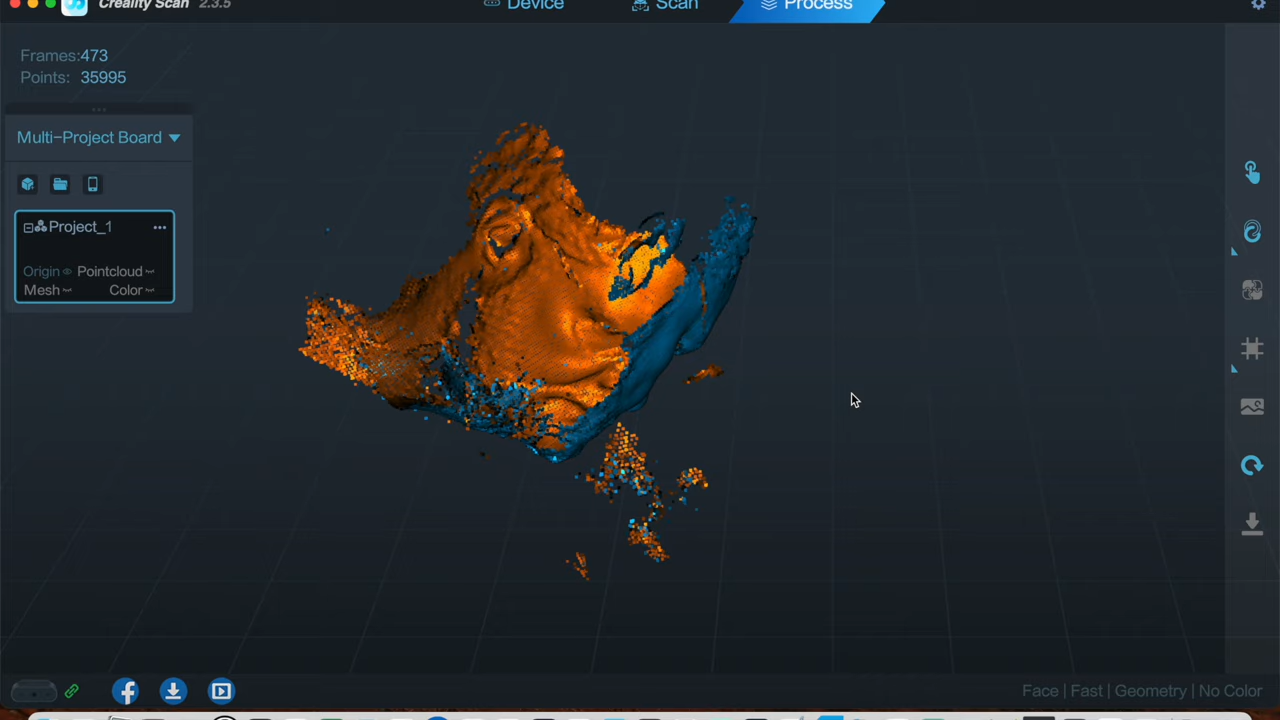 Creality Scan 2.3.5
Device
Scan
Process
Frames:473
Points: 35995
Multi-Project Board
Project_1
Origin Pointcloud
Mesh Color
Face | Fast | Geometry | No Color